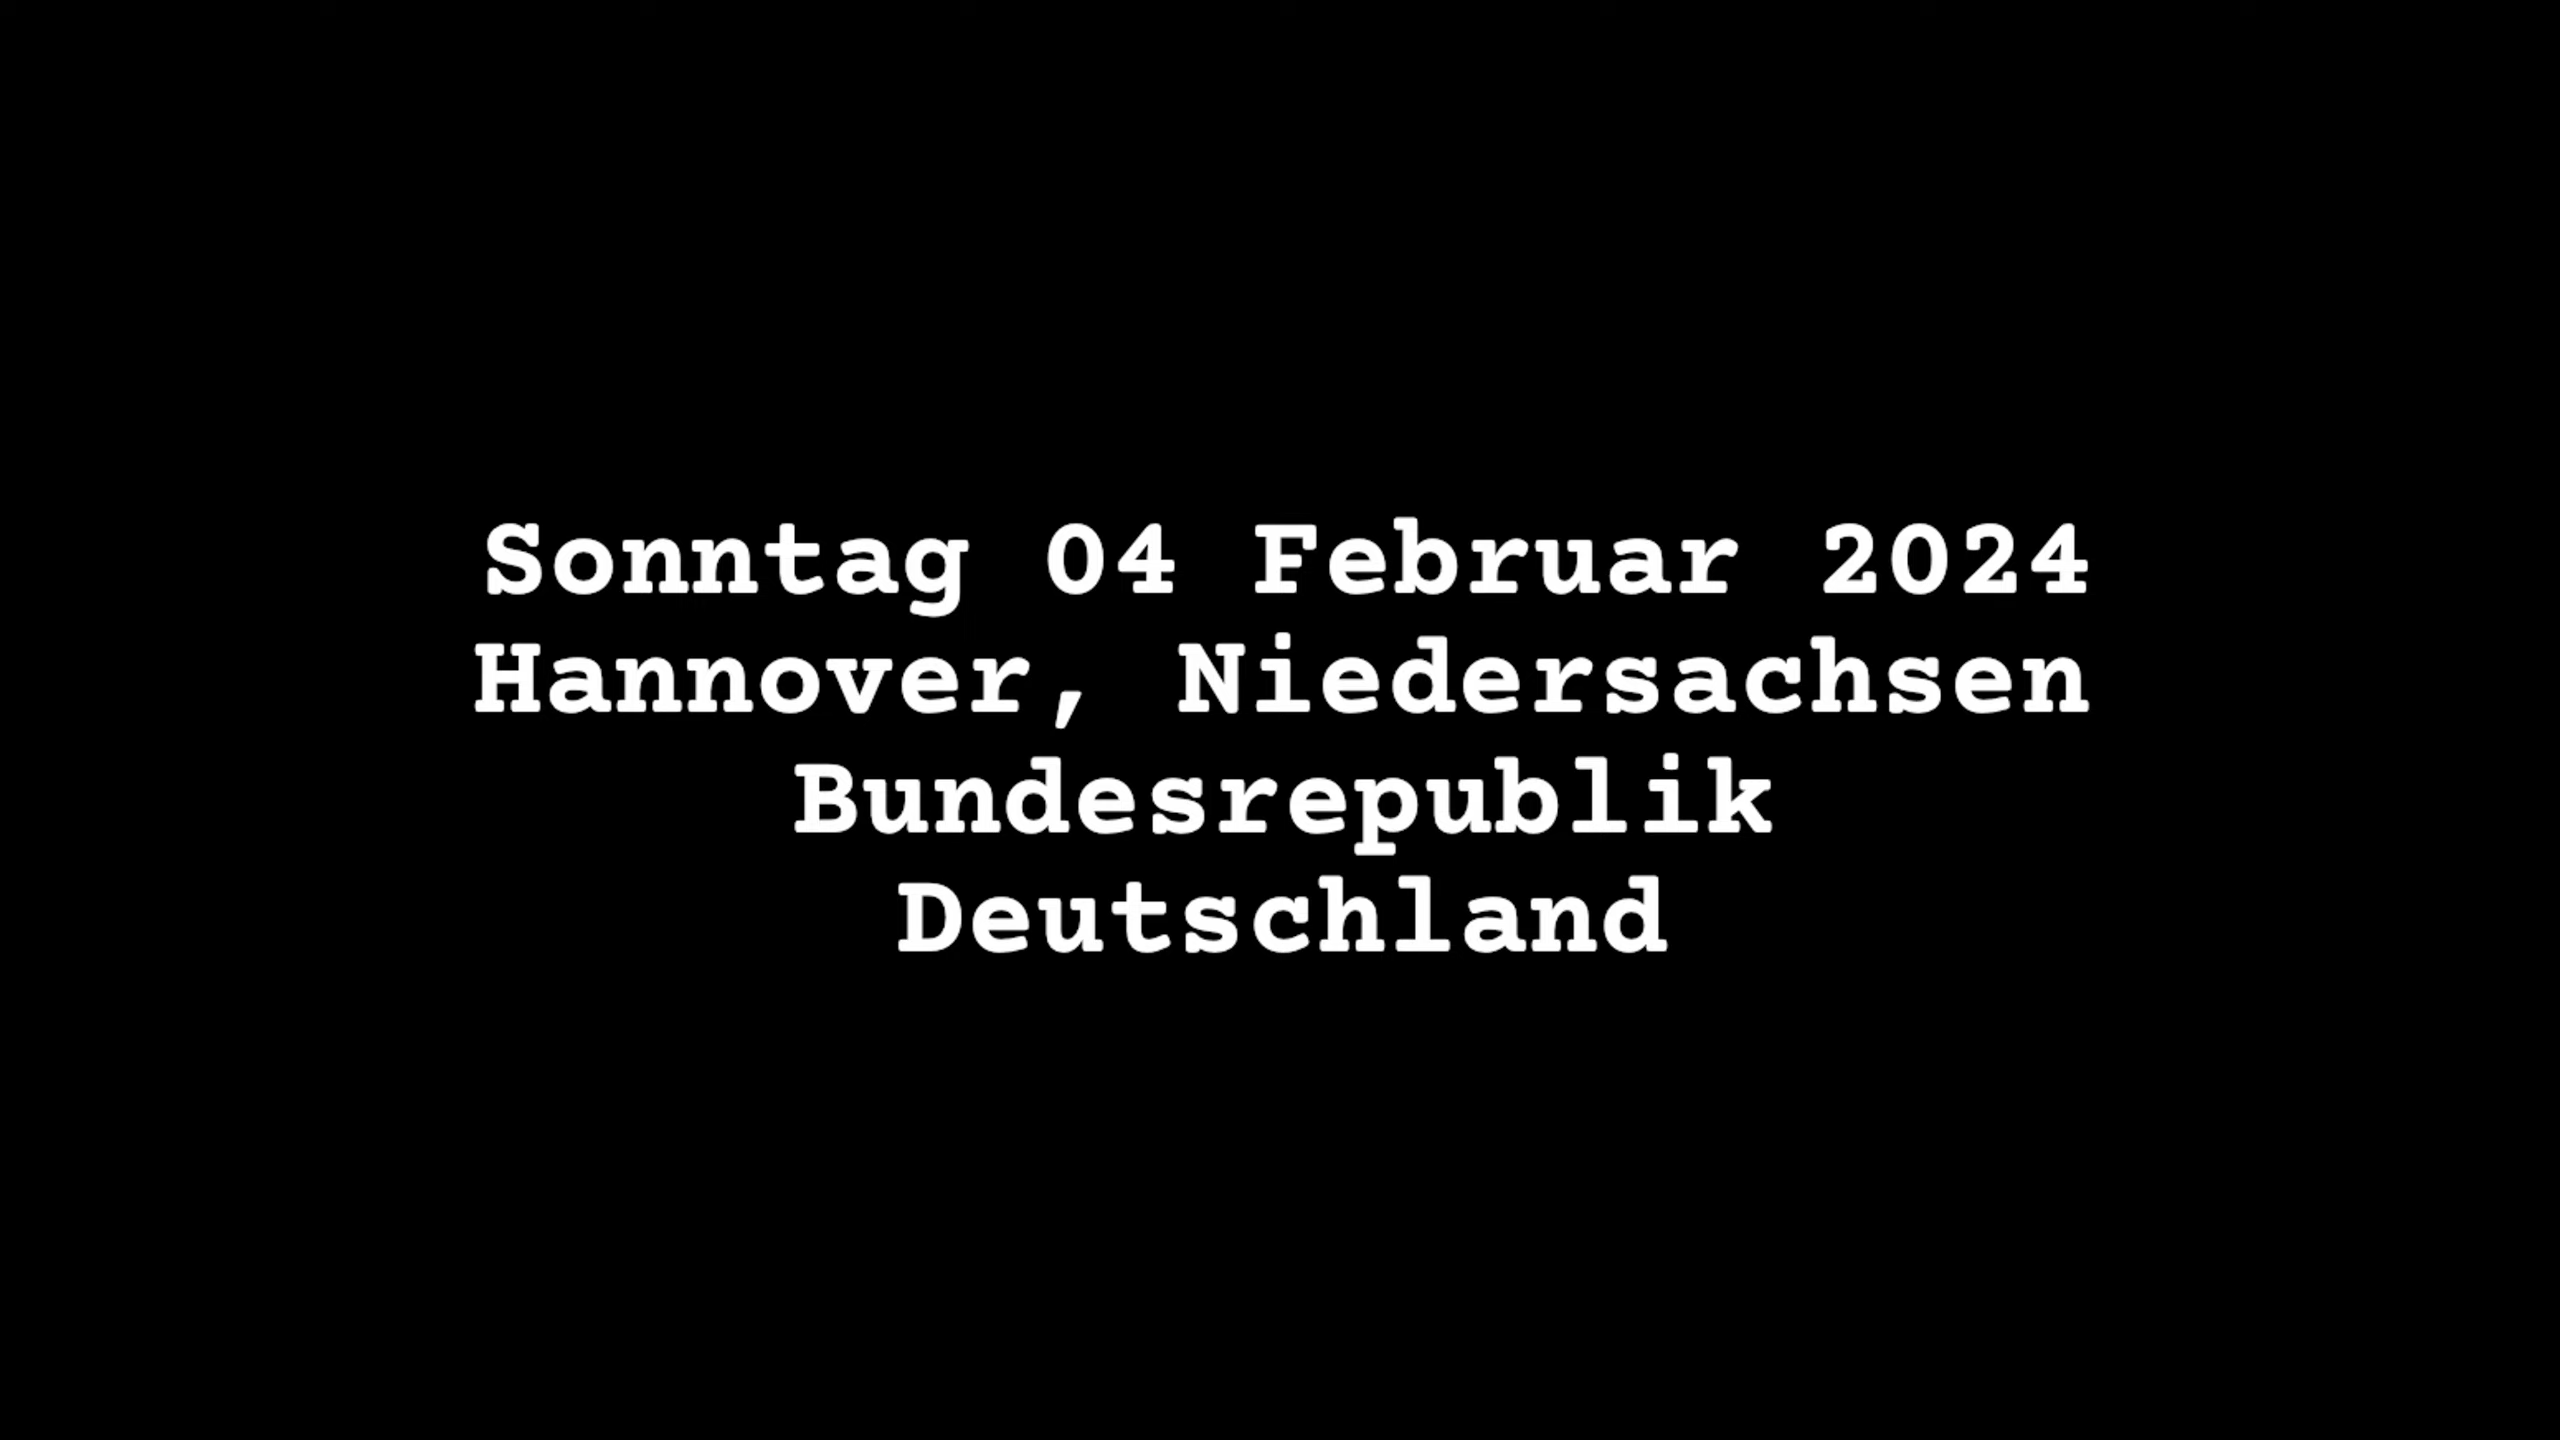 Sonntag 04 Februar 2024
Hannover, Niedersachsen
Bundesrepublik
Deutschland